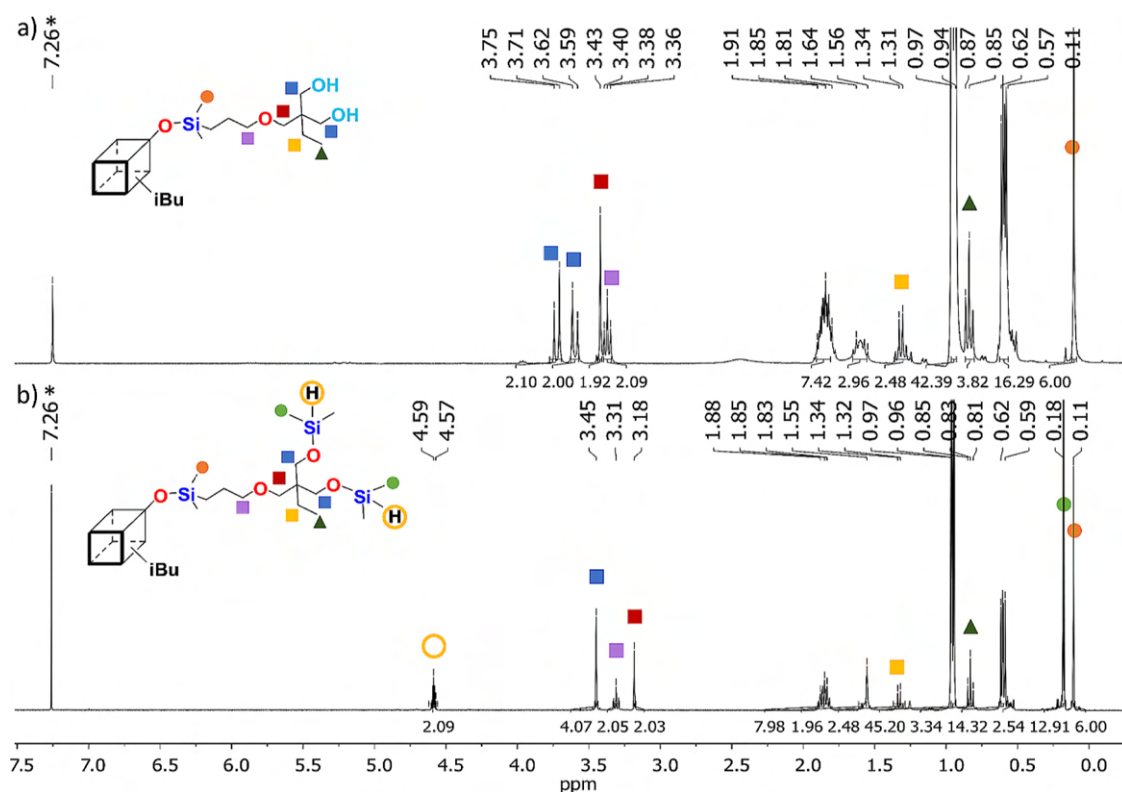 a)
7.26 *
3.75 3.71 3.62 3.59 3.43 3.40 3.38 3.36
1.91 1.85 1.81 1.64 1.56 1.34 1.31 0.97 0.94 0.87 0.85 0.62 0.57 0.11
OH
OH
O Si O
iBu
2.10 2.00 1.92 2.09 7.42 2.96 2.48 42.39 3.82 16.29 6.00
b)
7.26 *
4.59 4.57
3.45 3.31 3.18
1.88 1.85 1.83 1.55 1.34 1.32 0.97 0.96 0.85 0.83 0.81 0.62 0.59 0.18 0.11
H
Si
O
O Si O O Si
H
iBu
2.09 4.07 2.05 2.03 7.98 1.96 2.48 45.20 3.34 14.32 2.54 12.91 6.00
7.5 7.0 6.5 6.0 5.5 5.0 4.5 4.0 3.5 3.0 2.5 2.0 1.5 1.0 0.5 0.0
ppm